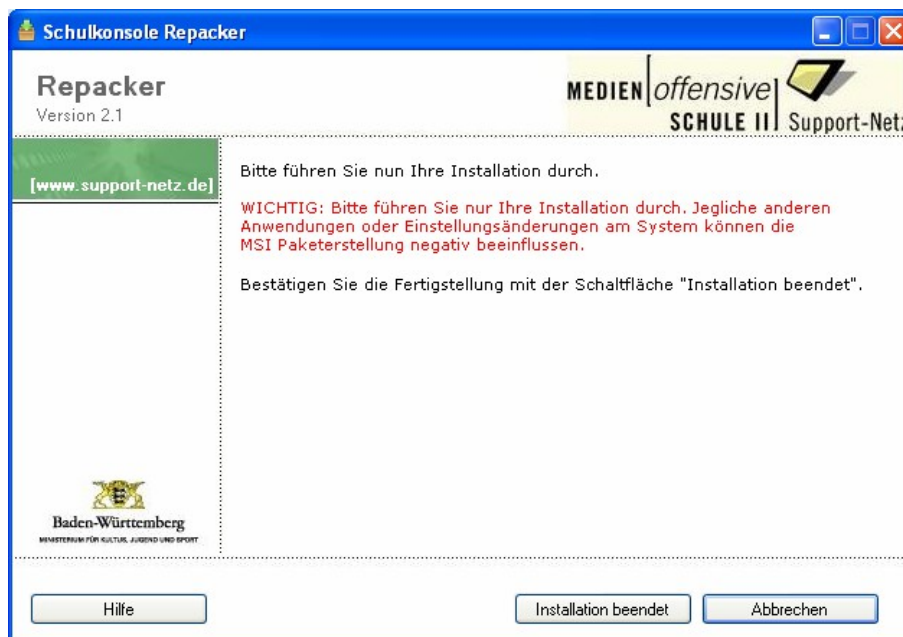 Schulkonsole Repacker
Repacker
Version 2.1
MEDIEN offensive
SCHULE II Support-Netz
[www.support-netz.de]
Bitte führen Sie nun Ihre Installation durch.
WICHTIG: Bitte führen Sie nur Ihre Installation durch. Jegliche anderen
Anwendungen oder Einstellungsänderungen am System können die
MSI Paketerstellung negativ beeinflussen.
Bestätigen Sie die Fertigstellung mit der Schaltfläche "Installation beendet".
Baden-Württemberg
MINISTERIUM FÜR KULTUS, JUGEND UND SPORT
Hilfe
Installation beendet
Abbrechen